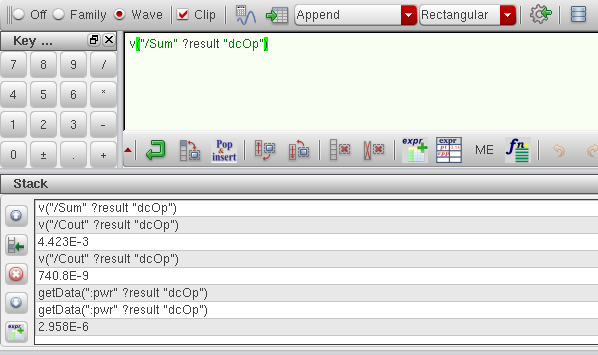 Off Family Wave Clip Append Rectangular
Key ...
v("/Sum" ?result "dcOp")
7 8 9 /
4 5 6 *
1 2 3 -
0 ± . +
Pop & insert
expr
expr
ME
fn
Stack
v("/Sum" ?result "dcOp")
v("/Cout" ?result "dcOp")
4.423E-3
v("/Cout" ?result "dcOp")
740.8E-9
getData(":pwr" ?result "dcOp")
getData(":pwr" ?result "dcOp")
2.958E-6
expr